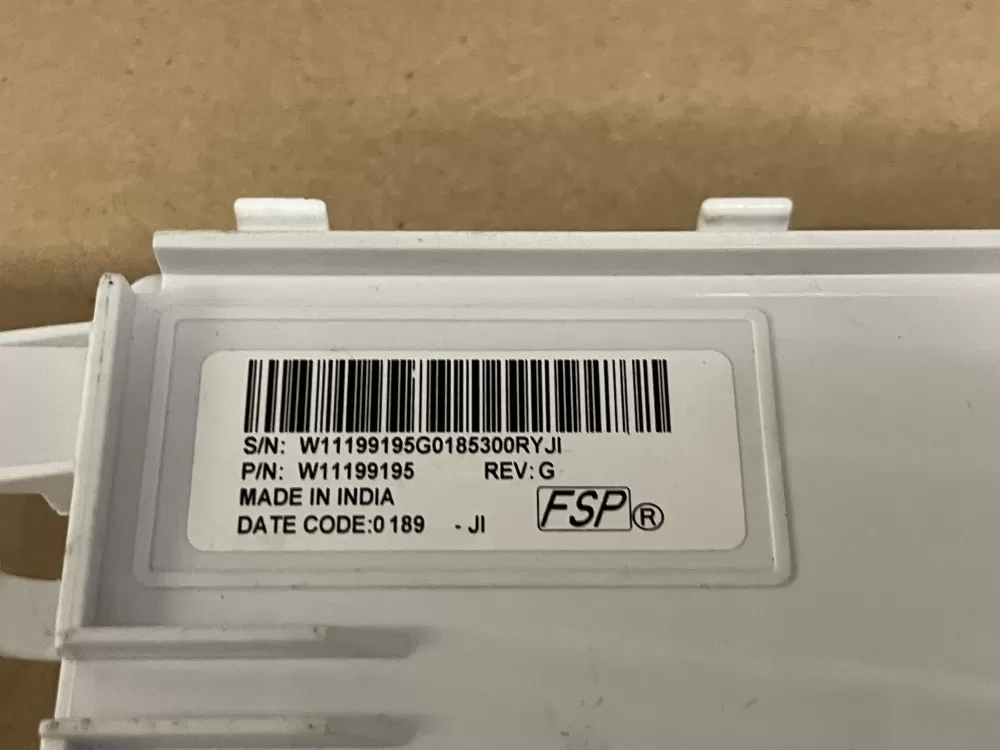 S/N: W11199195G0185300RYJI
P/N: W11199195 REV: G
MADE IN INDIA
DATE CODE:0189 - JI
FSP®